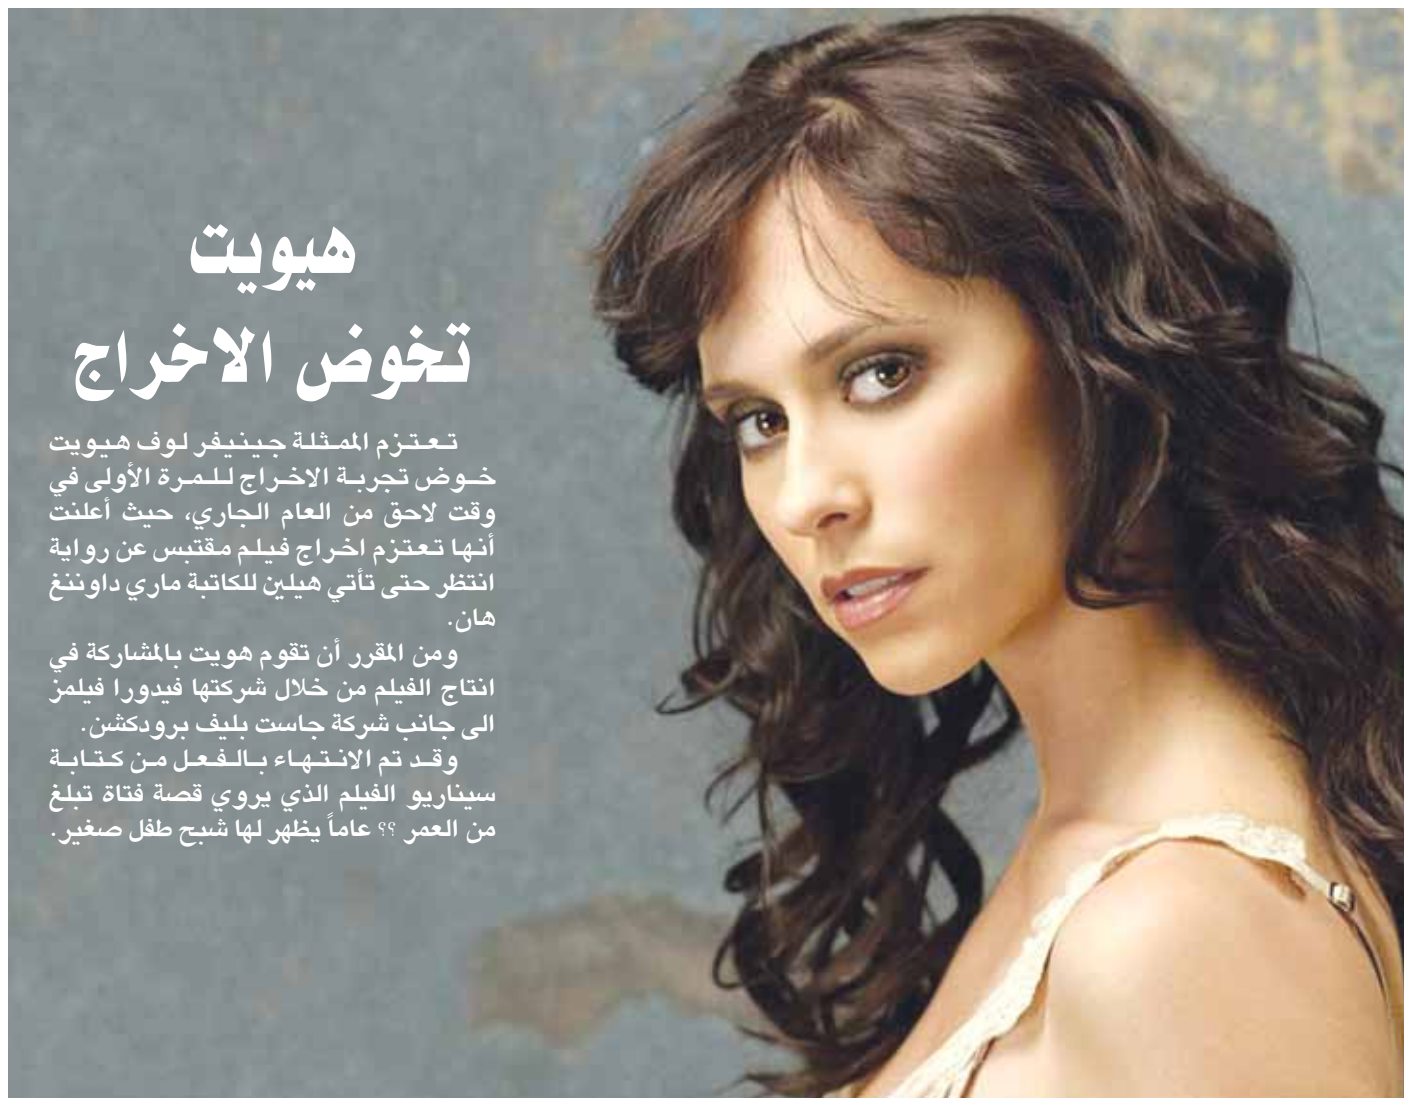 هيويت
تخوض الاخراج
تعتزم الممثلة جينيفر لوف هيويت
خوض تجربة الاخراج للمرة الأولى في
وقت لاحق من العام الجاري، حيث أعلنت
أنها تعتزم اخراج فيلم مقتبس عن رواية
انتظر حتى تأتي هيلين للكاتبة ماري داوننغ
هان.
ومن المقرر أن تقوم هويت بالمشاركة في
انتاج الفيلم من خلال شركتها فيدورا فيلمز
الى جانب شركة جاست بليف برودكشن.
وقد تم الانتهاء بالفعل من كتابة
سيناريو الفيلم الذي يروي قصة فتاة تبلغ
من العمر ؟؟ عاماً يظهر لها شبح طفل صغير.